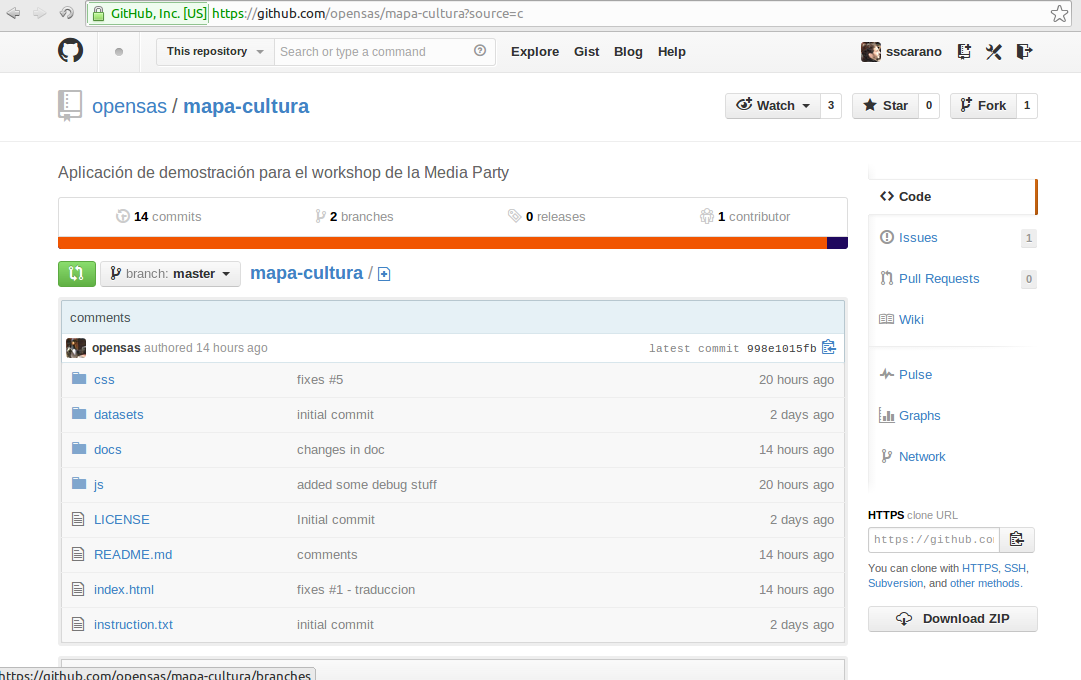 GitHub, Inc. [US] https://github.com/opensas/mapa-cultura?source=c
This repository Search or type a command Explore Gist Blog Help sscarano
opensas / mapa-cultura Watch 3 Star 0 Fork 1
Aplicación de demostración para el workshop de la Media Party
14 commits 2 branches 0 releases 1 contributor
branch: master mapa-cultura /
comments
opensas authored 14 hours ago latest commit 998e1015fb
css fixes #5 20 hours ago
datasets initial commit 2 days ago
docs changes in doc 14 hours ago
js added some debug stuff 20 hours ago
LICENSE Initial commit 2 days ago
README.md comments 14 hours ago
index.html fixes #1 - traduccion 14 hours ago
instruction.txt initial commit 2 days ago
Code
Issues 1
Pull Requests 0
Wiki
Pulse
Graphs
Network
HTTPS clone URL
https://github.co
You can clone with HTTPS, SSH,
Subversion, and other methods.
Download ZIP
https://github.com/opensas/mapa-cultura/branches